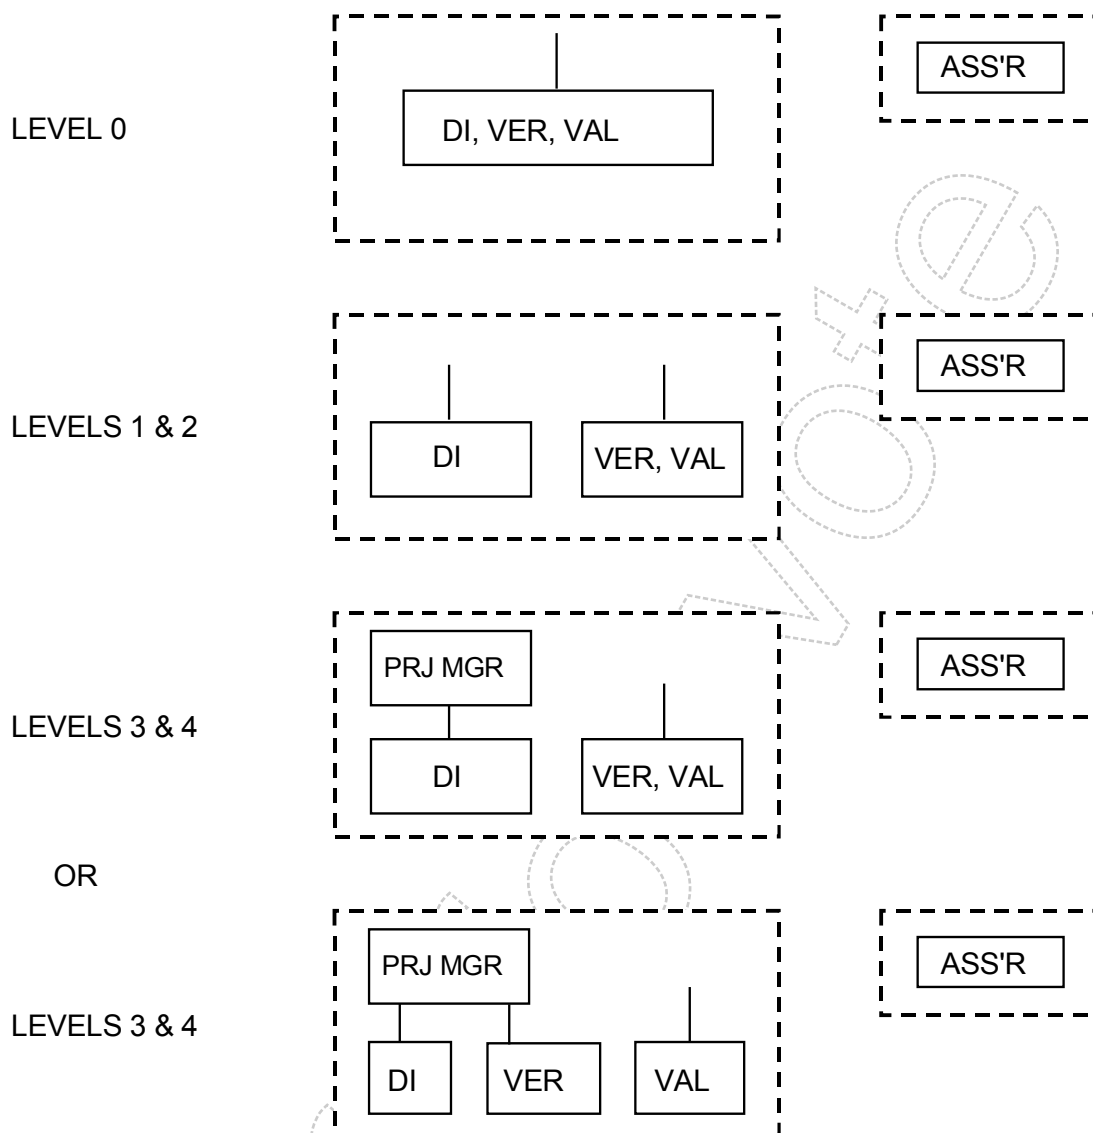 ASS'R
LEVEL 0
DI, VER, VAL
ASS'R
LEVELS 1 & 2
DI
VER, VAL
PRJ MGR
ASS'R
LEVELS 3 & 4
DI
VER, VAL
OR
PRJ MGR
ASS'R
LEVELS 3 & 4
DI
VER
VAL
vote